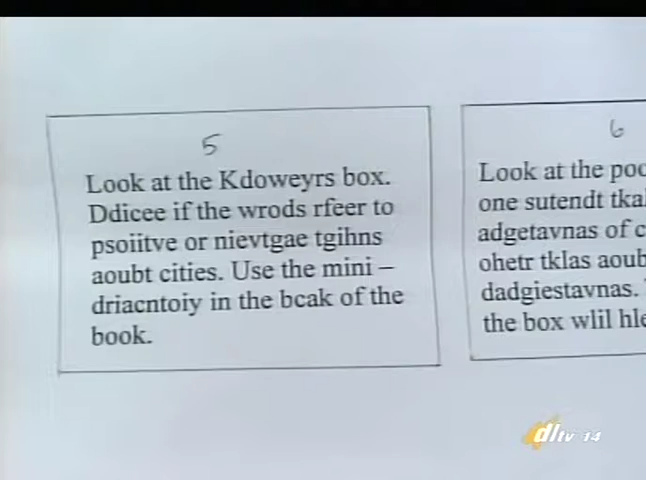 5
Look at the Kdoweyrs box.
Ddicee if the wrods rfeer to
psoiitve or nievtgae tgihns
aoubt cities. Use the mini –
driacntoiy in the bcak of the
book.
6
Look at the poc
one sutendt tkal
adgetavnas of c
ohetr tklas aoub
dadgiestavnas.
the box wlil hle
dltv 14